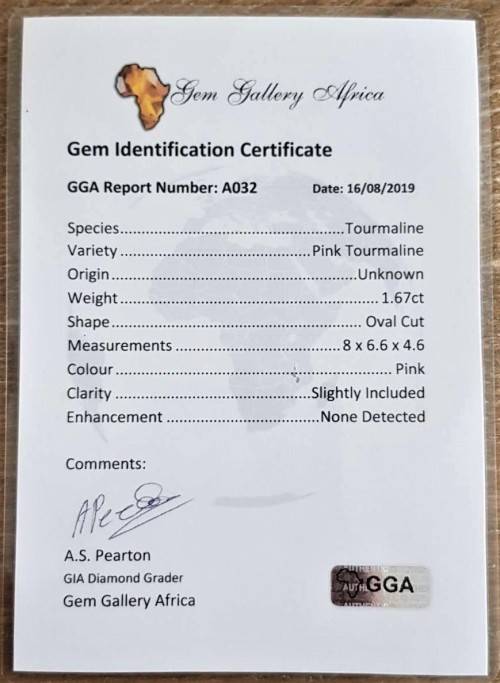 Gem Gallery Africa
Gem Identification Certificate
GGA Report Number: A032 Date: 16/08/2019
Species..............................................Tourmaline
Variety .......................................Pink Tourmaline
Origin..................................................Unknown
Weight..................................................... 1.67ct
Shape................................................... Oval Cut
Measurements ..................................8 x 6.6 x 4.6
Colour......................................................... Pink
Clarity ........................................Slightly Included
Enhancement ...............................None Detected
Comments:
A.S. Pearton
GIA Diamond Grader
Gem Gallery Africa
GGA